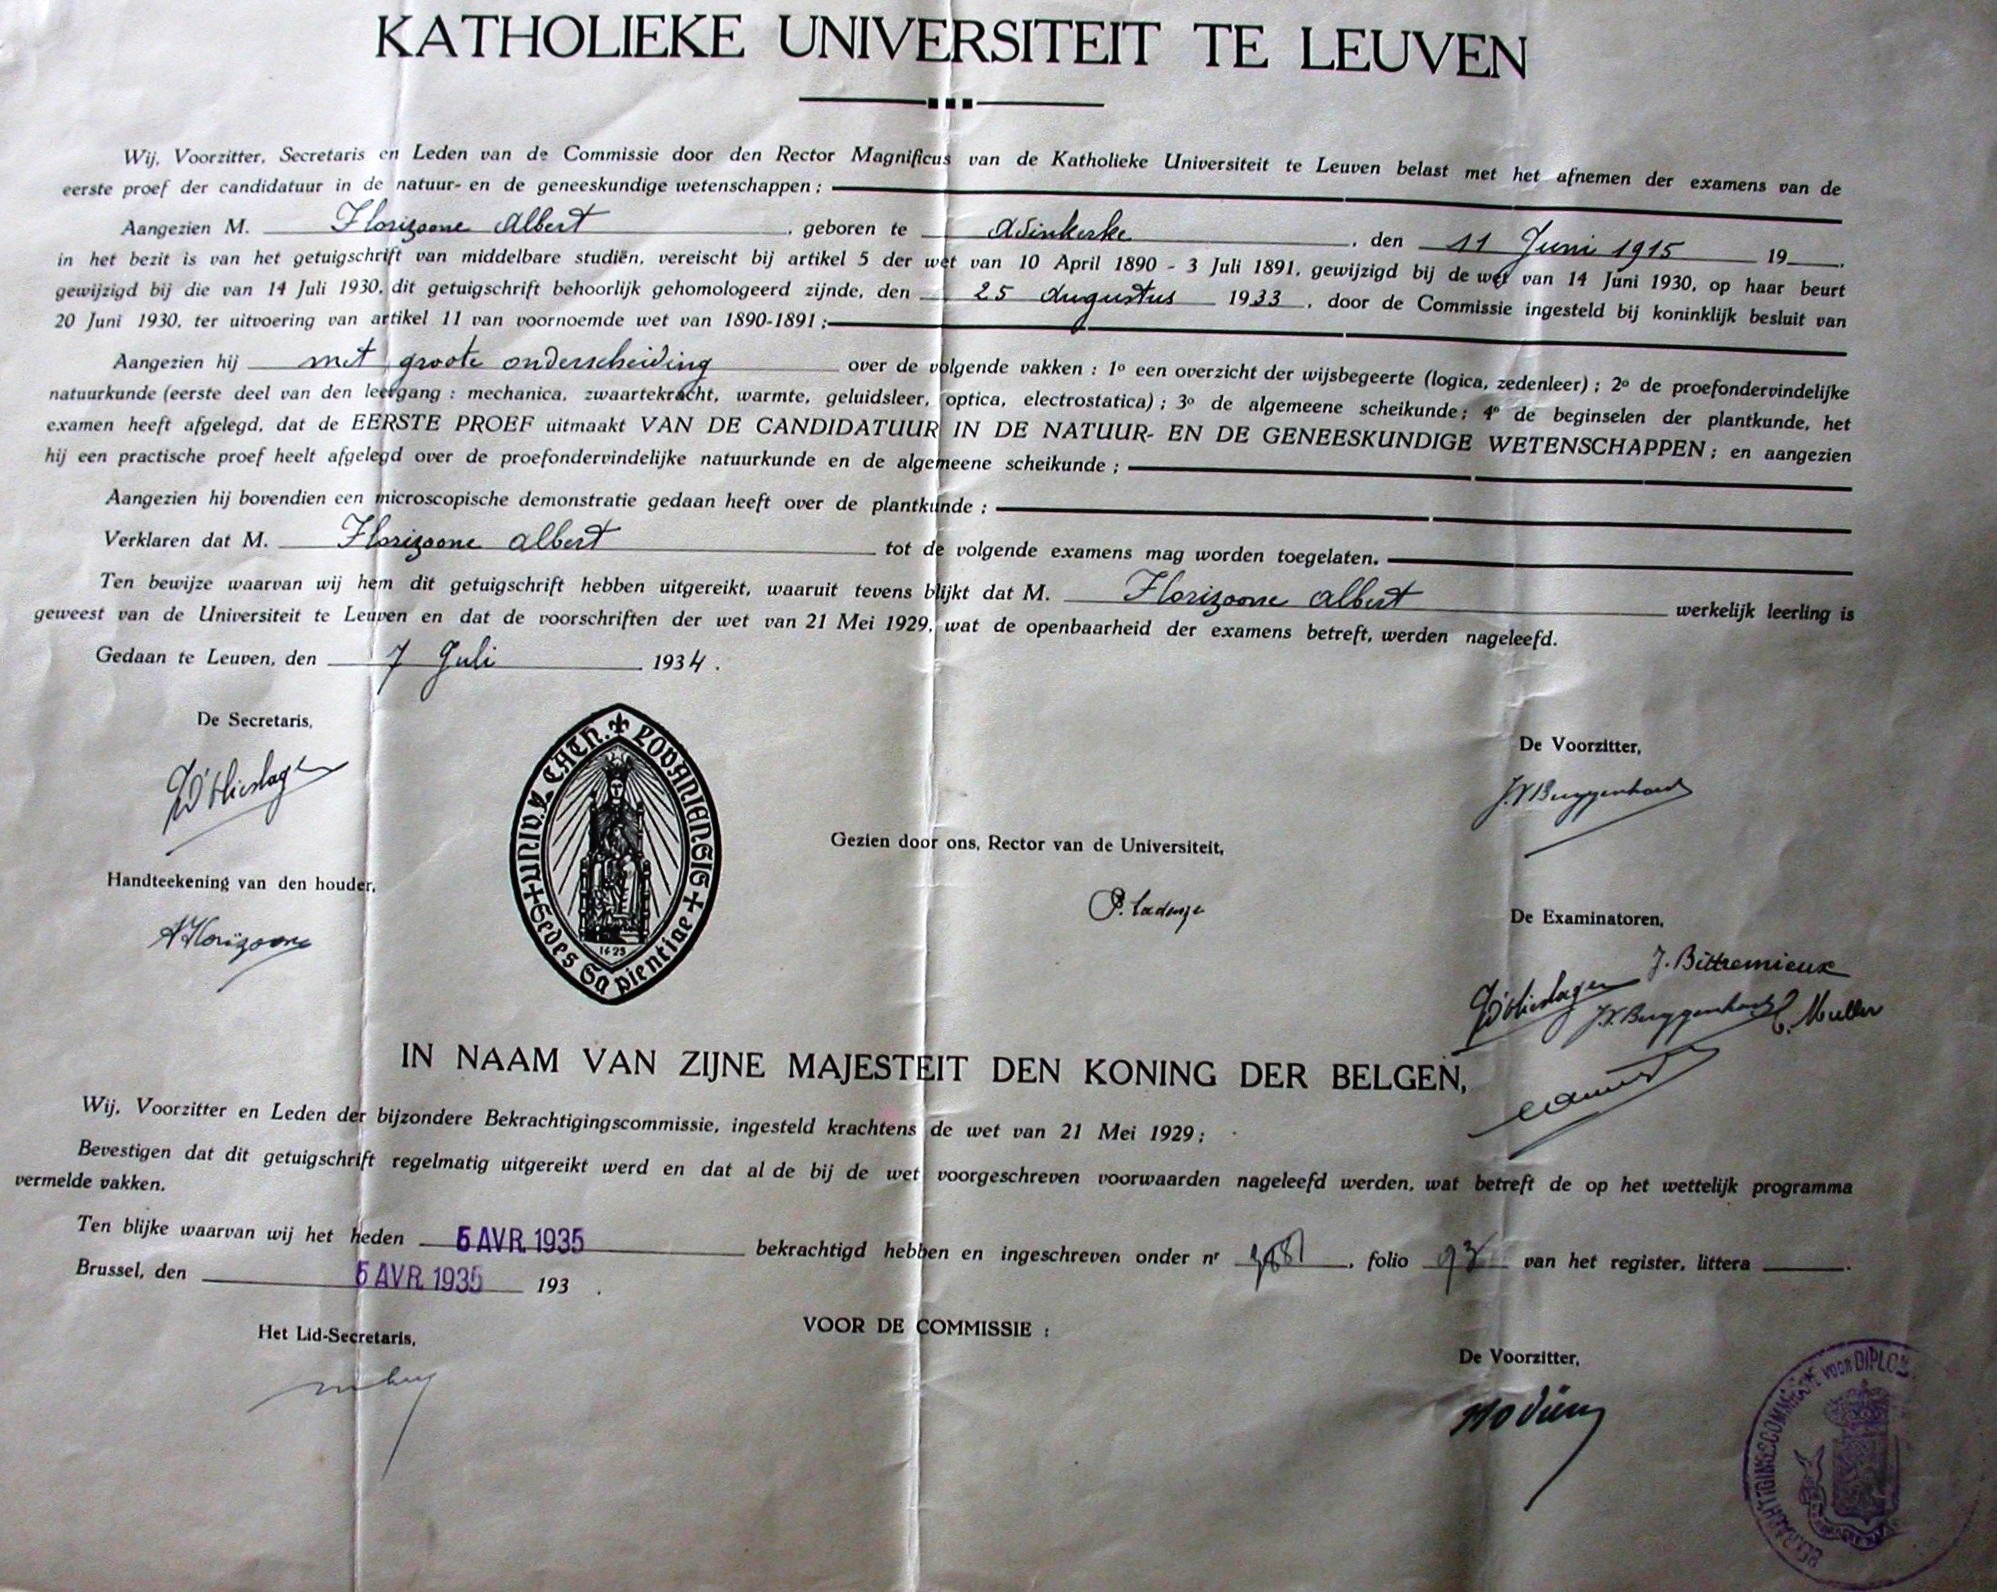 KATHOLIEKE UNIVERSITEIT TE LEUVEN
Wij, Voorzitter, Secretaris en Leden van de Commissie door den Rector Magnificus van de Katholieke Universiteit te Leuven belast met het afnemen der examens van de
eerste proef der candidatuur in de natuur- en de geneeskundige wetenschappen ;
Aangezien M. Florizoone Albert , geboren te Adinkerke , den 11 Juni 1915 19 ,
in het bezit is van het getuigschrift van middelbare studiën, vereischt bij artikel 5 der wet van 10 April 1890 - 3 Juli 1891, gewijzigd bij de wet van 14 Juni 1930, op haar beurt
gewijzigd bij die van 14 Juli 1930, dit getuigschrift behoorlijk gehomologeerd zijnde, den 25 Augustus 1933 , door de Commissie ingesteld bij koninklijk besluit van
20 Juni 1930, ter uitvoering van artikel 11 van voornoemde wet van 1890-1891 ;
Aangezien hij met groote onderscheiding over de volgende vakken : 1º een overzicht der wijsbegeerte (logica, zedenleer) ; 2º de proefondervindelijke
natuurkunde (eerste deel van den leergang : mechanica, zwaartekracht, warmte, geluidsleer, optica, electrostatica) ; 3º de algemeene scheikunde ; 4º de beginselen der plantkunde, het
examen heeft afgelegd, dat de EERSTE PROEF uitmaakt VAN DE CANDIDATUUR IN DE NATUUR- EN DE GENEESKUNDIGE WETENSCHAPPEN ; en aangezien
hij een practische proef heeft afgelegd over de proefondervindelijke natuurkunde en de algemeene scheikunde ;
Aangezien hij bovendien een microscopische demonstratie gedaan heeft over de plantkunde ;
Verklaren dat M. Florizoone Albert tot de volgende examens mag worden toegelaten.
Ten bewijze waarvan wij hem dit getuigschrift hebben uitgereikt, waaruit tevens blijkt dat M. Florizoone Albert werkelijk leerling is
geweest van de Universiteit te Leuven en dat de voorschriften der wet van 21 Mei 1929, wat de openbaarheid der examens betreft, werden nageleefd.
Gedaan te Leuven, den 7 Juli 1934 .
De Secretaris,
De Voorzitter,
UNIV'A CATH. LOVANIENSIS
Sedes Sapientiae
1425
Gezien door ons, Rector van de Universiteit,
P. Ladeuze
Handteekening van den houder,
A Florizoone
De Examinatoren,
J. Bittremieux
IN NAAM VAN ZIJNE MAJESTEIT DEN KONING DER BELGEN,
Wij, Voorzitter en Leden der bijzondere Bekrachtigingscommissie, ingesteld krachtens de wet van 21 Mei 1929 ;
Bevestigen dat dit getuigschrift regelmatig uitgereikt werd en dat al de bij de wet voorgeschreven voorwaarden nageleefd werden, wat betreft de op het wettelijk programma
vermelde vakken.
Ten blijke waarvan wij het heden 5 AVR. 1935 bekrachtigd hebben en ingeschreven onder nr , folio 93 van het register, littera .
Brussel, den 5 AVR. 1935 193 .
Het Lid-Secretaris,
VOOR DE COMMISSIE :
De Voorzitter,
BEKRACHTIGINGSCOMMISSIE VOOR DIPLOM